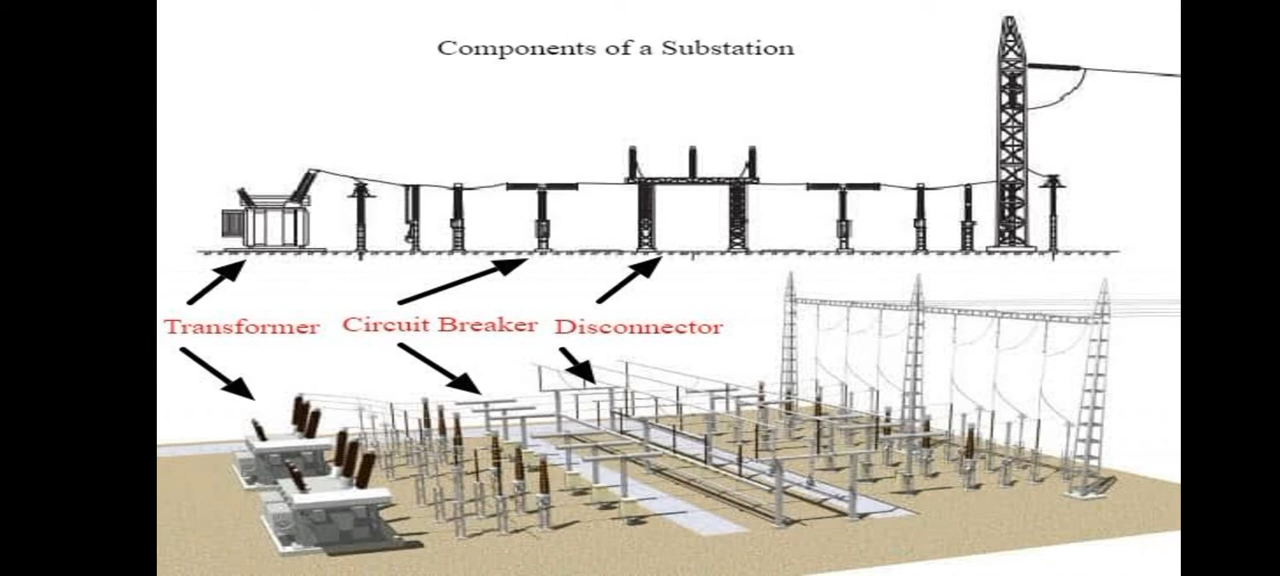 Components of a Substation
Transformer Circuit Breaker Disconnector